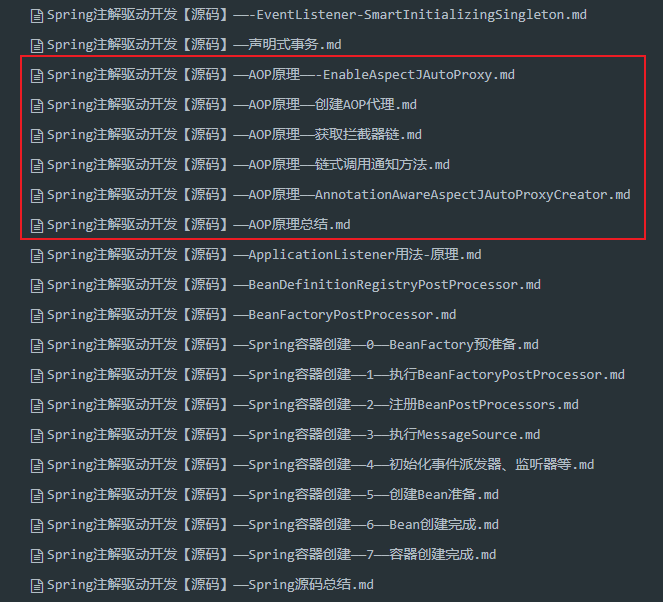 Spring注解驱动开发【源码】——-EventListener-SmartInitializingSingleton.md
Spring注解驱动开发【源码】——声明式事务.md
Spring注解驱动开发【源码】——AOP原理——-EnableAspectJAutoProxy.md
Spring注解驱动开发【源码】——AOP原理——创建AOP代理.md
Spring注解驱动开发【源码】——AOP原理——获取拦截器链.md
Spring注解驱动开发【源码】——AOP原理——链式调用通知方法.md
Spring注解驱动开发【源码】——AOP原理——AnnotationAwareAspectJAutoProxyCreator.md
Spring注解驱动开发【源码】——AOP原理总结.md
Spring注解驱动开发【源码】——ApplicationListener用法-原理.md
Spring注解驱动开发【源码】——BeanDefinitionRegistryPostProcessor.md
Spring注解驱动开发【源码】——BeanFactoryPostProcessor.md
Spring注解驱动开发【源码】——Spring容器创建——0——BeanFactory预准备.md
Spring注解驱动开发【源码】——Spring容器创建——1——执行BeanFactoryPostProcessor.md
Spring注解驱动开发【源码】——Spring容器创建——2——注册BeanPostProcessors.md
Spring注解驱动开发【源码】——Spring容器创建——3——执行MessageSource.md
Spring注解驱动开发【源码】——Spring容器创建——4——初始化事件派发器、监听器等.md
Spring注解驱动开发【源码】——Spring容器创建——5——创建Bean准备.md
Spring注解驱动开发【源码】——Spring容器创建——6——Bean创建完成.md
Spring注解驱动开发【源码】——Spring容器创建——7——容器创建完成.md
Spring注解驱动开发【源码】——Spring源码总结.md